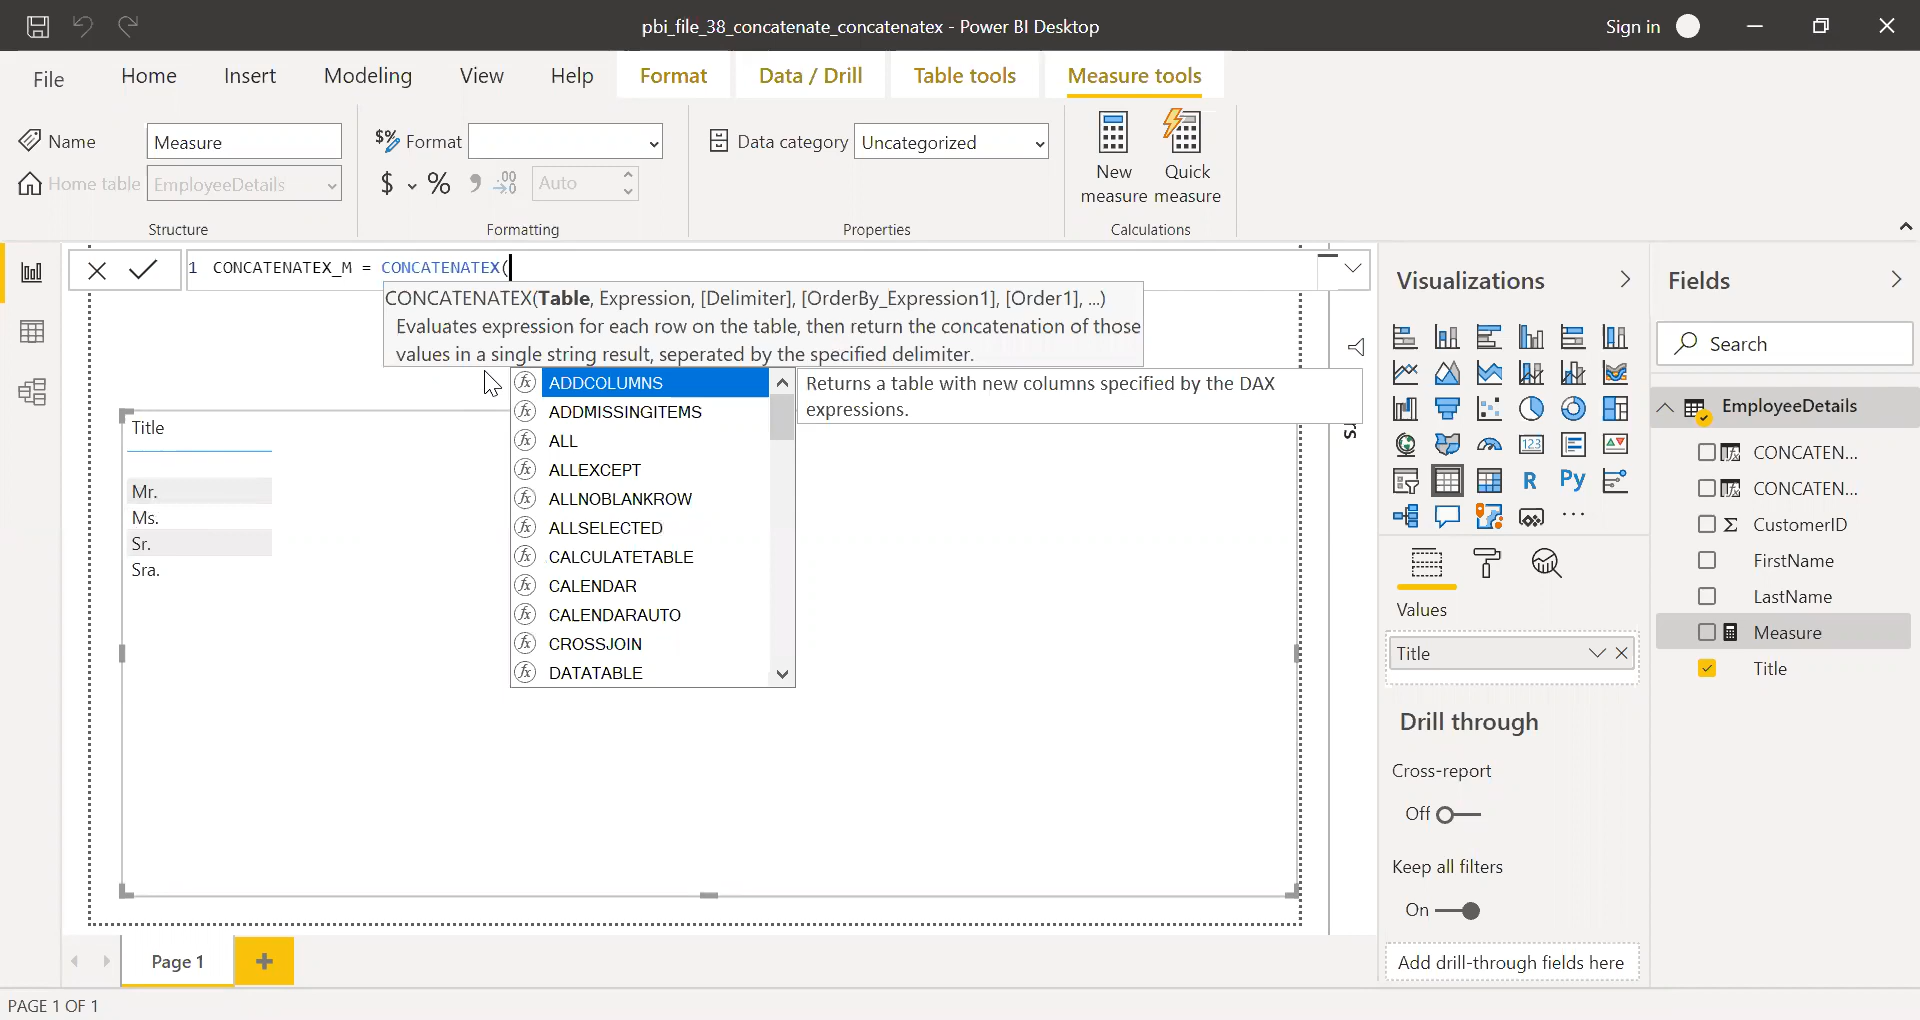 pbi_file_38_concatenate_concatenatex - Power BI Desktop
Sign in
File Home Insert Modeling View Help Format Data / Drill Table tools Measure tools
Name Measure
Home table EmployeeDetails
Structure
$% Format
$ % 9 .00 Auto
Formatting
Data category Uncategorized
Properties
New measure
Quick measure
Calculations
1 CONCATENATEX_M = CONCATENATEX(
CONCATENATEX(Table, Expression, [Delimiter], [OrderBy_Expression1], [Order1], ...)
Evaluates expression for each row on the table, then return the concatenation of those
values in a single string result, seperated by the specified delimiter.
ADDCOLUMNS
ADDMISSINGITEMS
ALL
ALLEXCEPT
ALLNOBLANKROW
ALLSELECTED
CALCULATETABLE
CALENDAR
CALENDARAUTO
CROSSJOIN
DATATABLE
Returns a table with new columns specified by the DAX
expressions.
Title
Mr.
Ms.
Sr.
Sra.
Visualizations
R Py
123
...
Values
Title
Drill through
Cross-report
Off
Keep all filters
On
Add drill-through fields here
Fields
Search
EmployeeDetails
CONCATEN...
CONCATEN...
Σ CustomerID
FirstName
LastName
Measure
Title
Page 1
PAGE 1 OF 1